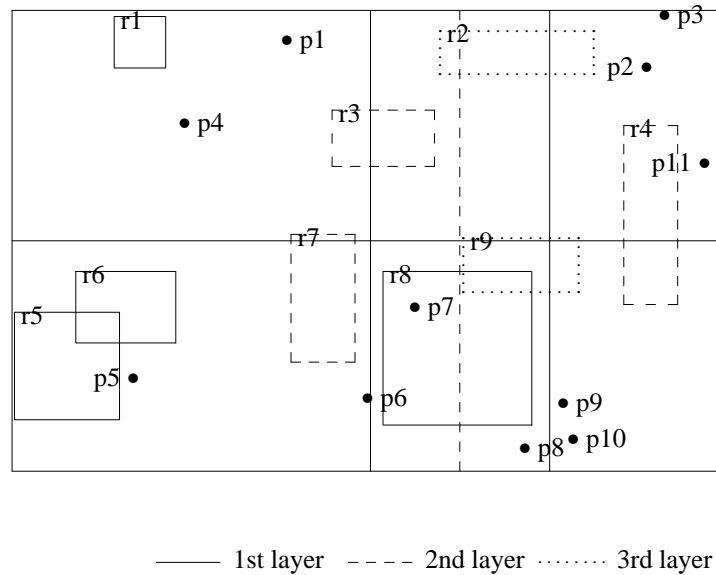 r1
p1
r2
p3
p2
p4
r3
r4
p11
r7
r9
r6
r8
r5
p7
p5
p6
p9
p8
p10
1st layer
2nd layer
3rd layer